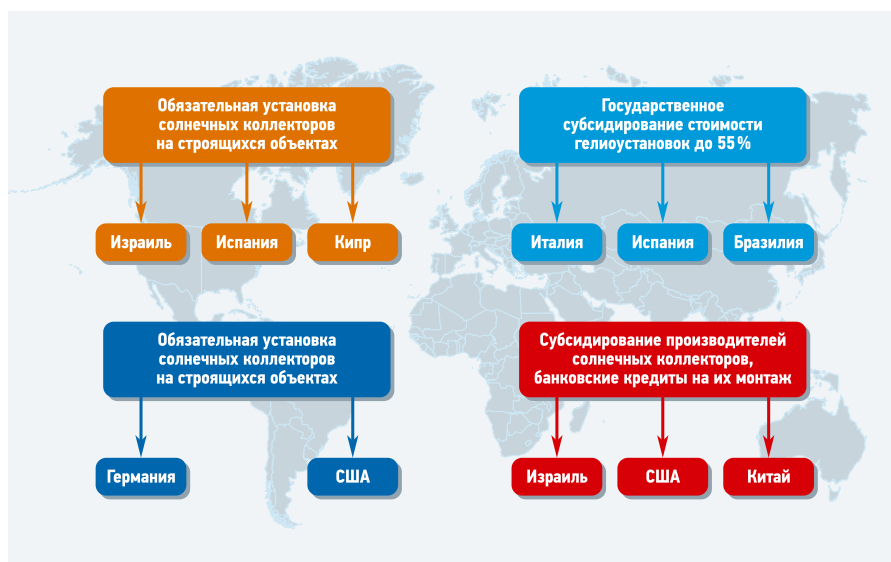 Обязательная установка
солнечных коллекторов
на строящихся объектах
Израиль
Испания
Кипр
Государственное
субсидирование стоимости
гелиоустановок до 55 %
Италия
Испания
Бразилия
Обязательная установка
солнечных коллекторов
на строящихся объектах
Германия
США
Субсидирование производителей
солнечных коллекторов,
банковские кредиты на их монтаж
Израиль
США
Китай